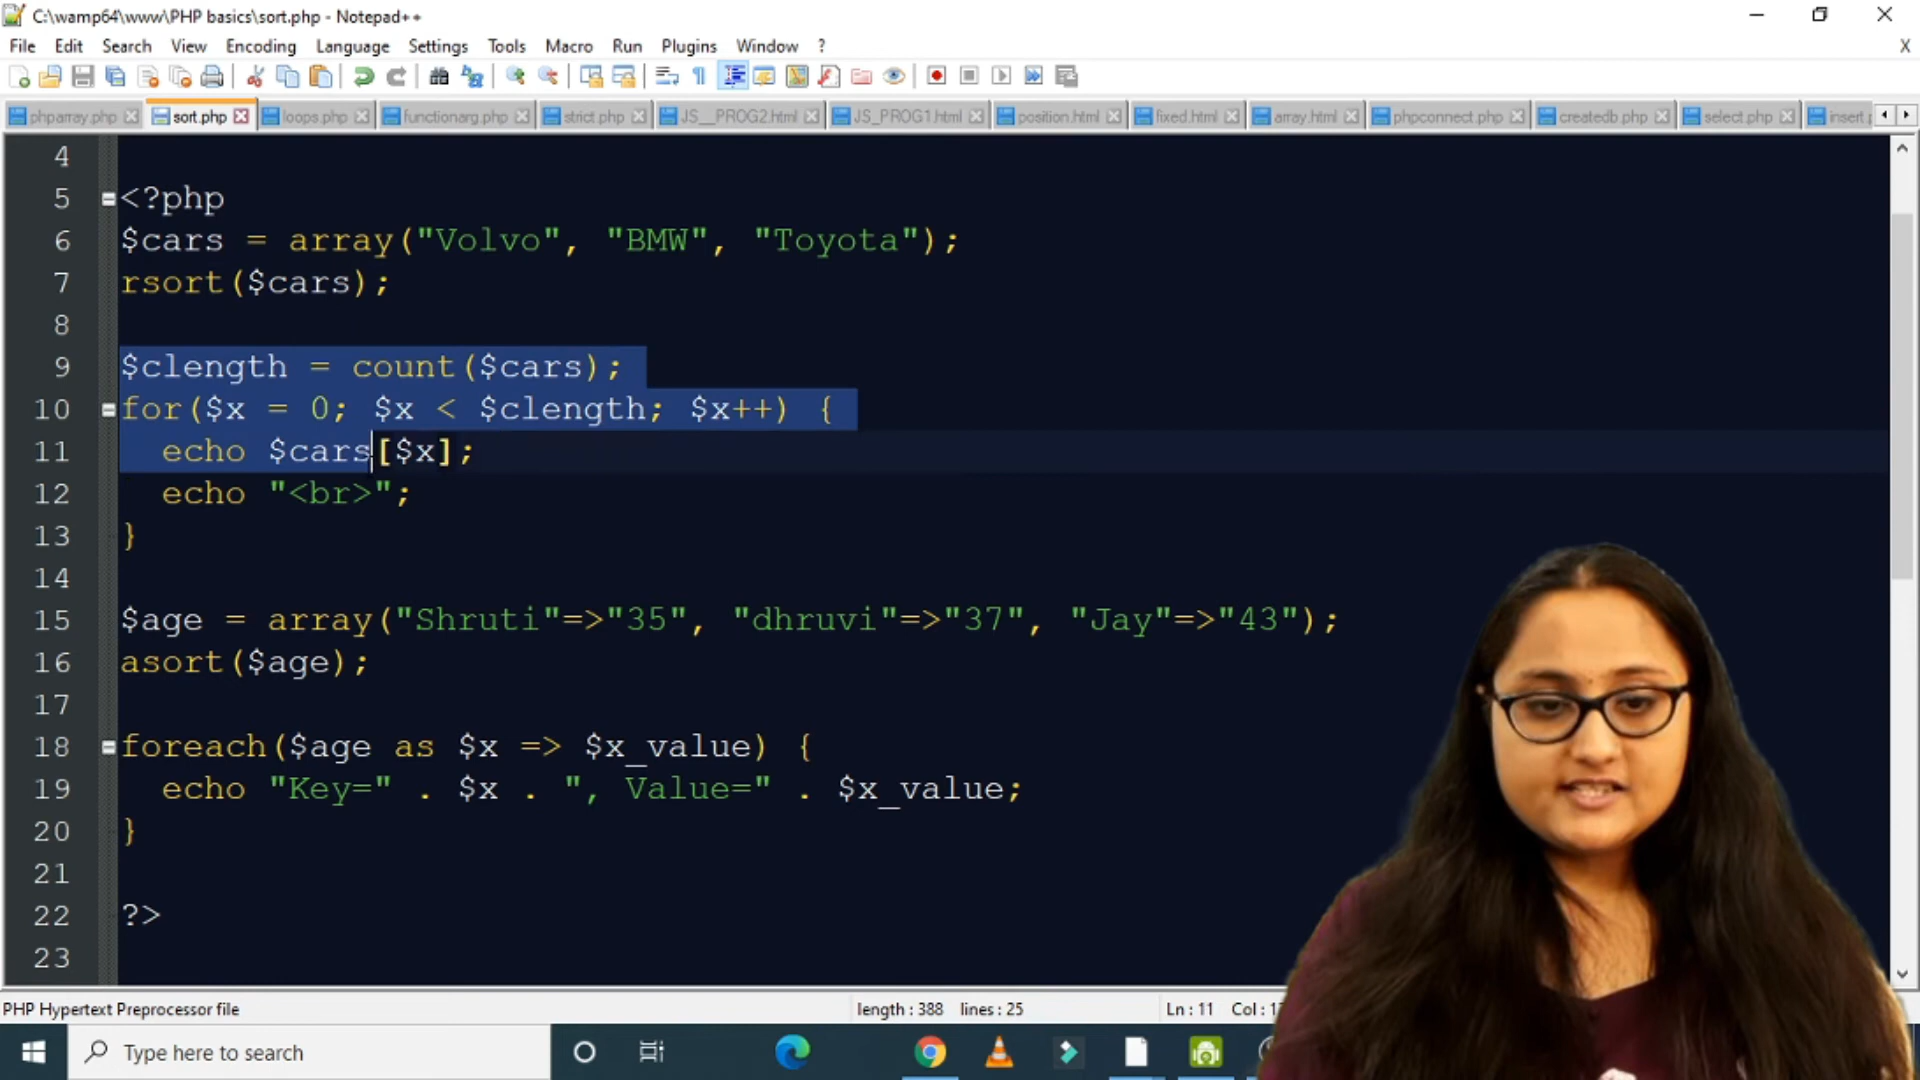 C:\wamp64\www\PHP basics\sort.php - Notepad++
File Edit Search View Encoding Language Settings Tools Macro Run Plugins Window ?
X
phparray.php sort.php loops.php functionarg.php strict.php JS__PROG2.html JS_PROG1.html position.html fixed.html array.html phpconnect.php createdb.php select.php insert.p
4
5 <?php
6 $cars = array("Volvo", "BMW", "Toyota");
7 rsort($cars);
8
9 $clength = count($cars);
10 for($x = 0; $x < $clength; $x++) {
11 echo $cars[$x];
12 echo "<br>";
13 }
14
15 $age = array("Shruti"=>"35", "dhruvi"=>"37", "Jay"=>"43");
16 asort($age);
17
18 foreach($age as $x => $x_value) {
19 echo "Key=" . $x . ", Value=" . $x_value;
20 }
21
22 ?>
23
PHP Hypertext Preprocessor file length : 388 lines : 25 Ln : 11 Col :
Type here to search